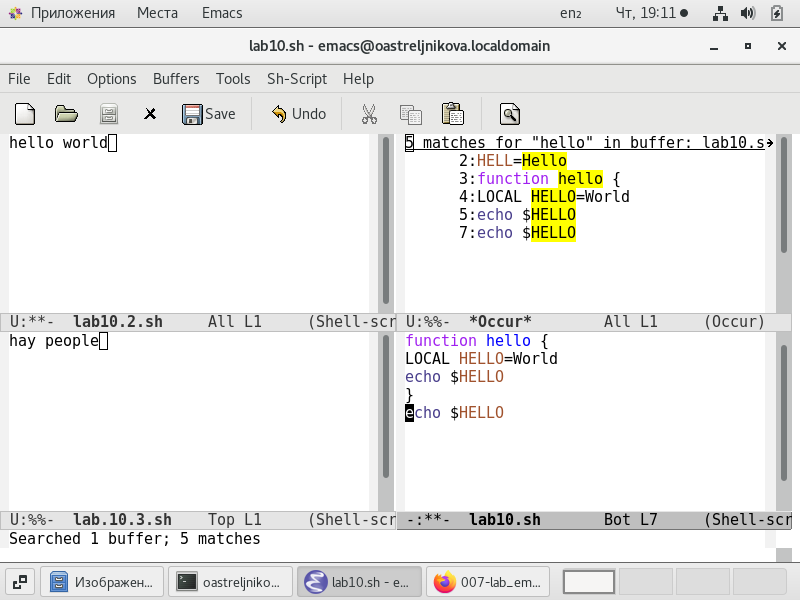 Приложения Места Emacs en₂ Чт, 19:11
lab10.sh - emacs@oastreljnikova.localdomain
File Edit Options Buffers Tools Sh-Script Help
Save Undo
hello world
U:**- lab10.2.sh All L1 (Shell-scr
5 matches for "hello" in buffer: lab10.s
2:HELL=Hello
3:function hello {
4:LOCAL HELLO=World
5:echo $HELLO
7:echo $HELLO
U:%%- *Occur* All L1 (Occur)
hay people
U:%%- lab.10.3.sh Top L1 (Shell-scr
function hello {
LOCAL HELLO=World
echo $HELLO
}
echo $HELLO
-:**- lab10.sh Bot L7 (Shell-scr
Searched 1 buffer; 5 matches
Изображен... oastreljniko... lab10.sh - e... 007-lab_em...